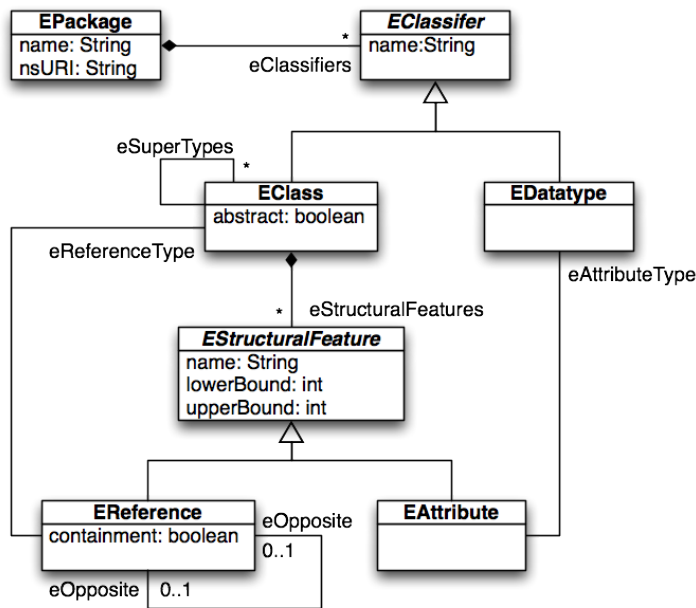 EPackage
name: String
nsURI: String
*
eClassifiers
EClassifer
name:String
eSuperTypes
*
EClass
abstract: boolean
EDatatype
eReferenceType
eAttributeType
*
eStructuralFeatures
EStructuralFeature
name: String
lowerBound: int
upperBound: int
EReference
containment: boolean
eOpposite
0..1
EAttribute
eOpposite
0..1